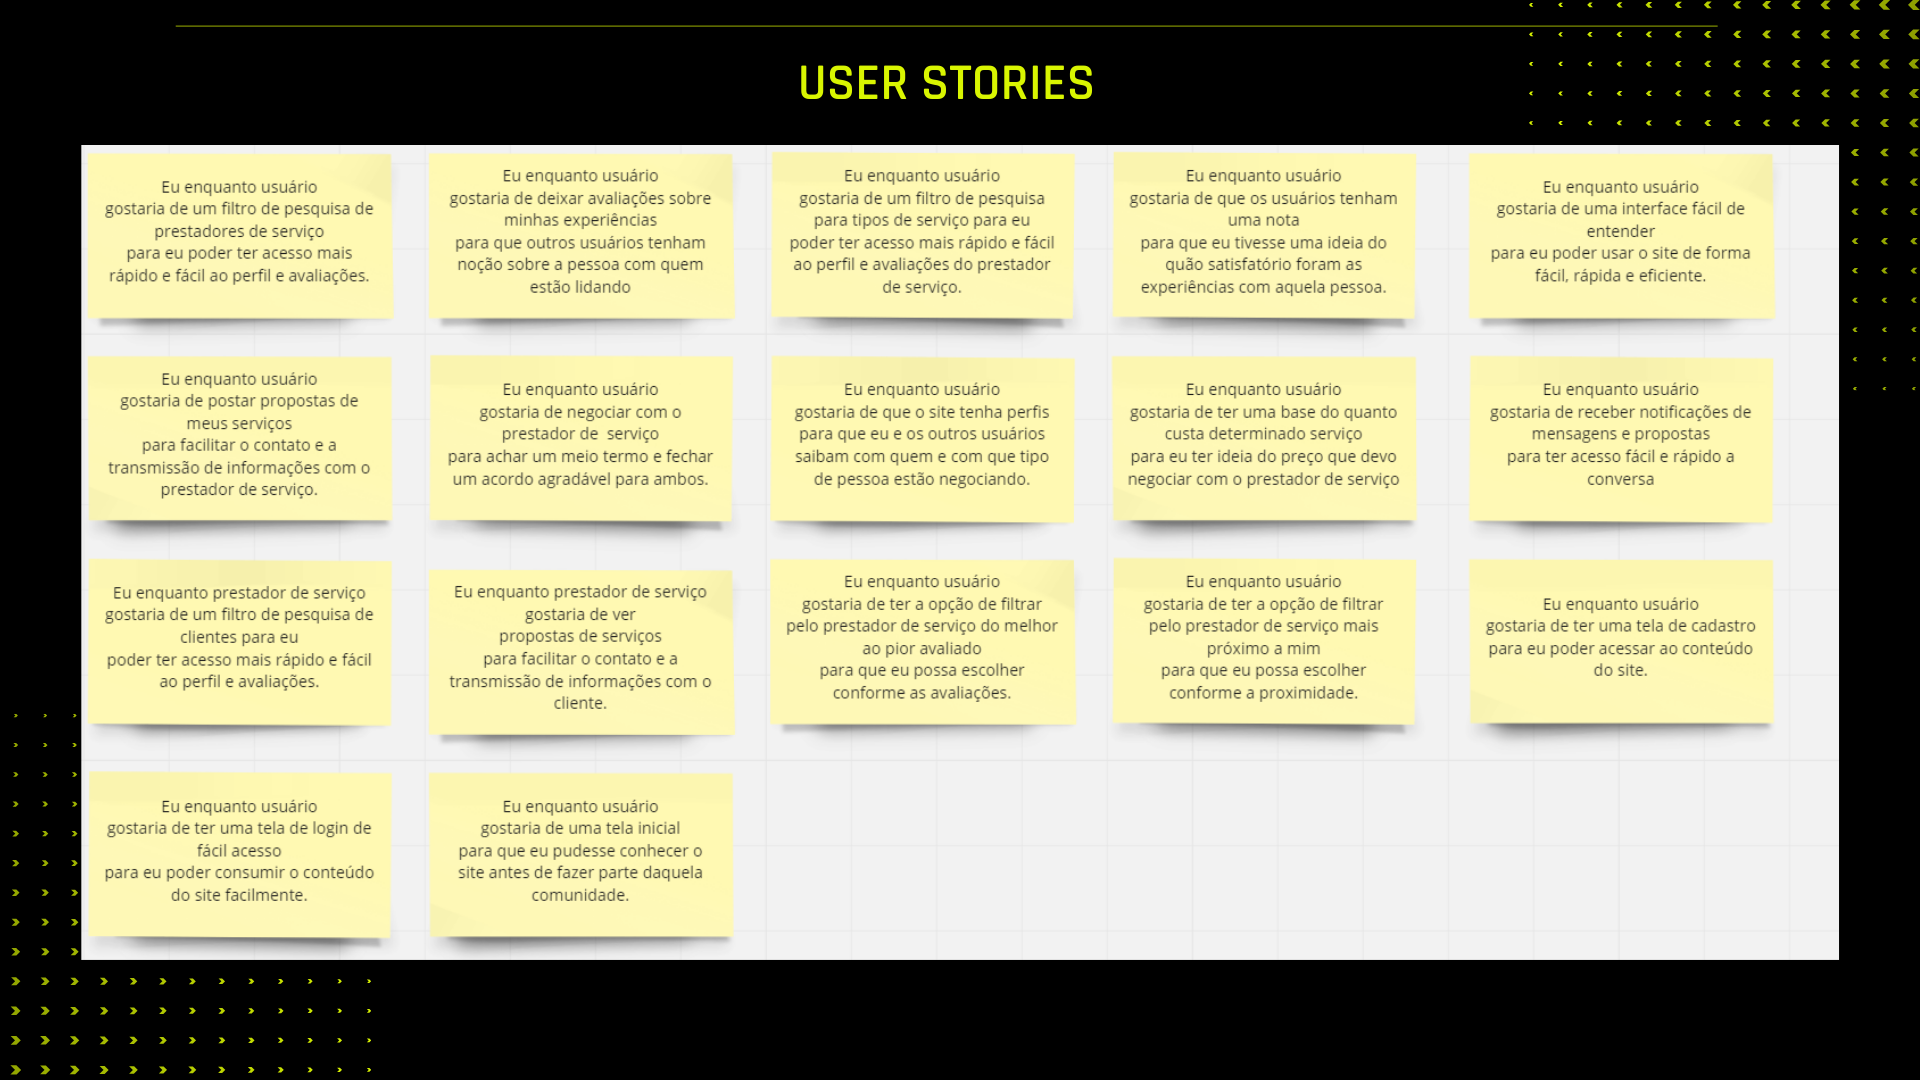 USER STORIES
Eu enquanto usuário
gostaria de um filtro de pesquisa de
prestadores de serviço
para eu poder ter acesso mais
rápido e fácil ao perfil e avaliações.
Eu enquanto usuário
gostaria de deixar avaliações sobre
minhas experiências
para que outros usuários tenham
noção sobre a pessoa com quem
estão lidando
Eu enquanto usuário
gostaria de um filtro de pesquisa
para tipos de serviço para eu
poder ter acesso mais rápido e fácil
ao perfil e avaliações do prestador
de serviço.
Eu enquanto usuário
gostaria de que os usuários tenham
uma nota
para que eu tivesse uma ideia do
quão satisfatório foram as
experiências com aquela pessoa.
Eu enquanto usuário
gostaria de uma interface fácil de
entender
para eu poder usar o site de forma
fácil, rápida e eficiente.
Eu enquanto usuário
gostaria de postar propostas de
meus serviços
para facilitar o contato e a
transmissão de informações com o
prestador de serviço.
Eu enquanto usuário
gostaria de negociar com o
prestador de serviço
para achar um meio termo e fechar
um acordo agradável para ambos.
Eu enquanto usuário
gostaria de que o site tenha perfis
para que eu e os outros usuários
saibam com quem e com que tipo
de pessoa estão negociando.
Eu enquanto usuário
gostaria de ter uma base do quanto
custa determinado serviço
para eu ter ideia do preço que devo
negociar com o prestador de serviço
Eu enquanto usuário
gostaria de receber notificações de
mensagens e propostas
para ter acesso fácil e rápido a
conversa
Eu enquanto prestador de serviço
gostaria de um filtro de pesquisa de
clientes para eu
poder ter acesso mais rápido e fácil
ao perfil e avaliações.
Eu enquanto prestador de serviço
gostaria de ver
propostas de serviços
para facilitar o contato e a
transmissão de informações com o
cliente.
Eu enquanto usuário
gostaria de ter a opção de filtrar
pelo prestador de serviço do melhor
ao pior avaliado
para que eu possa escolher
conforme as avaliações.
Eu enquanto usuário
gostaria de ter a opção de filtrar
pelo prestador de serviço mais
próximo a mim
para que eu possa escolher
conforme a proximidade.
Eu enquanto usuário
gostaria de ter uma tela de cadastro
para eu poder acessar ao conteúdo
do site.
Eu enquanto usuário
gostaria de ter uma tela de login de
fácil acesso
para eu poder consumir o conteúdo
do site facilmente.
Eu enquanto usuário
gostaria de uma tela inicial
para que eu pudesse conhecer o
site antes de fazer parte daquela
comunidade.